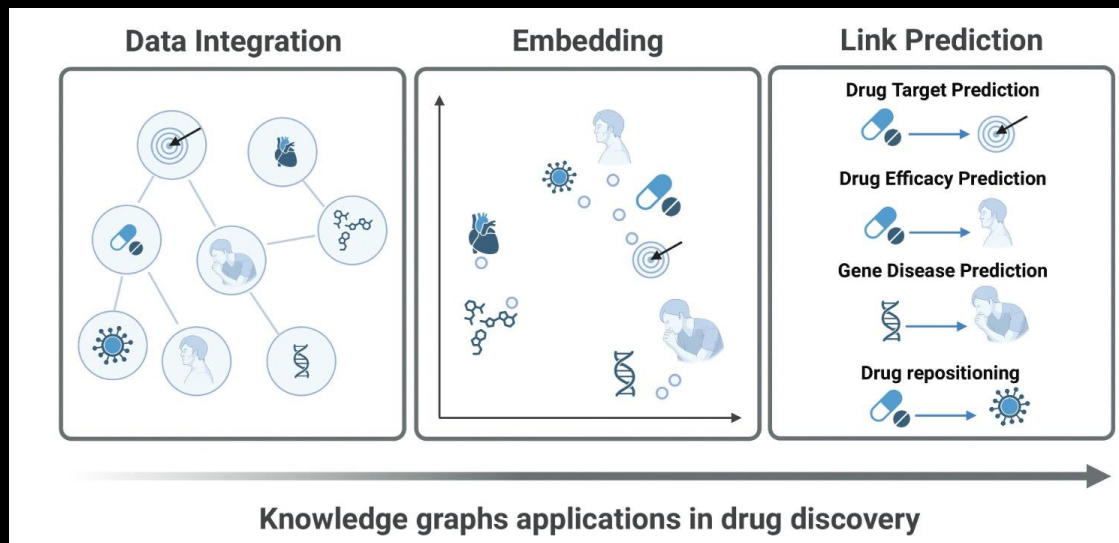 Data Integration
Embedding
Link Prediction
Drug Target Prediction
Drug Efficacy Prediction
Gene Disease Prediction
Drug repositioning
Knowledge graphs applications in drug discovery